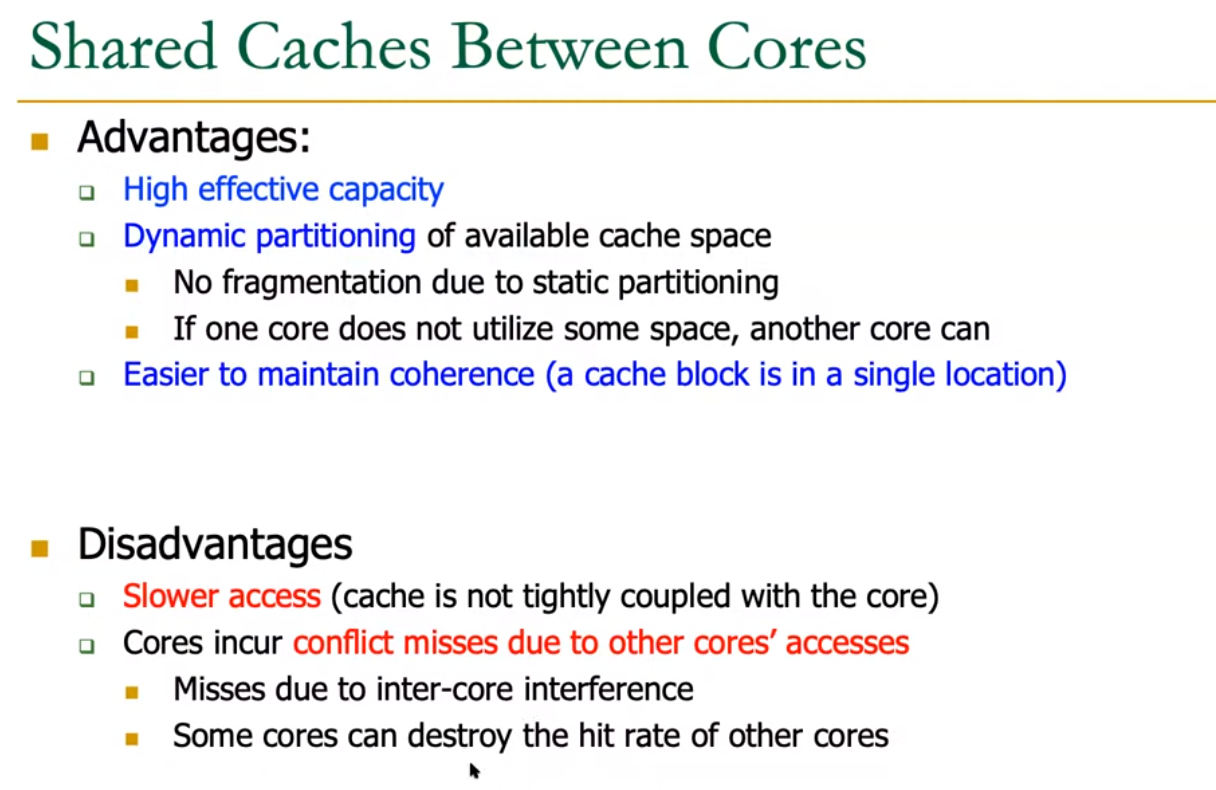 Shared Caches Between Cores
Advantages:
High effective capacity
Dynamic partitioning of available cache space
No fragmentation due to static partitioning
If one core does not utilize some space, another core can
Easier to maintain coherence (a cache block is in a single location)
Disadvantages
Slower access (cache is not tightly coupled with the core)
Cores incur conflict misses due to other cores’ accesses
Misses due to inter-core interference
Some cores can destroy the hit rate of other cores